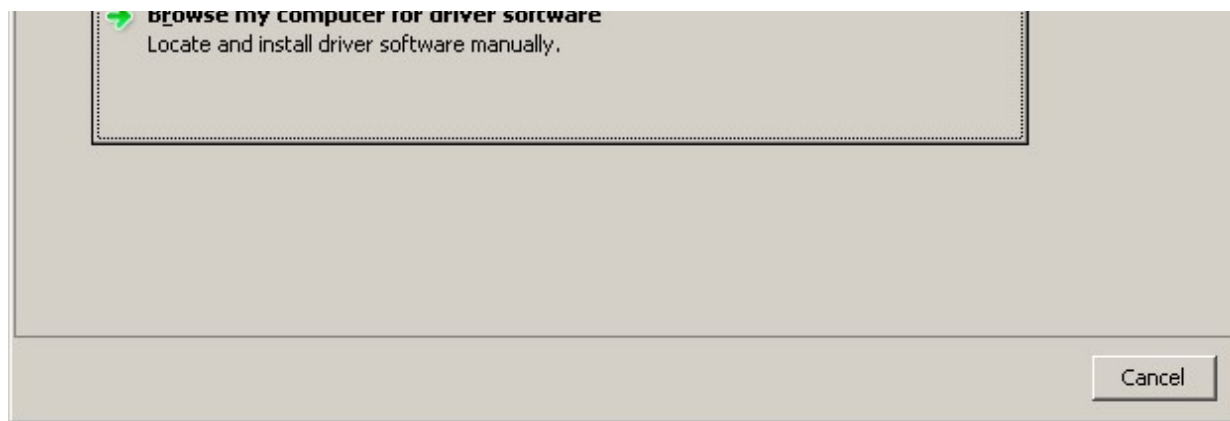 Browse my computer for driver software
Locate and install driver software manually.
Cancel